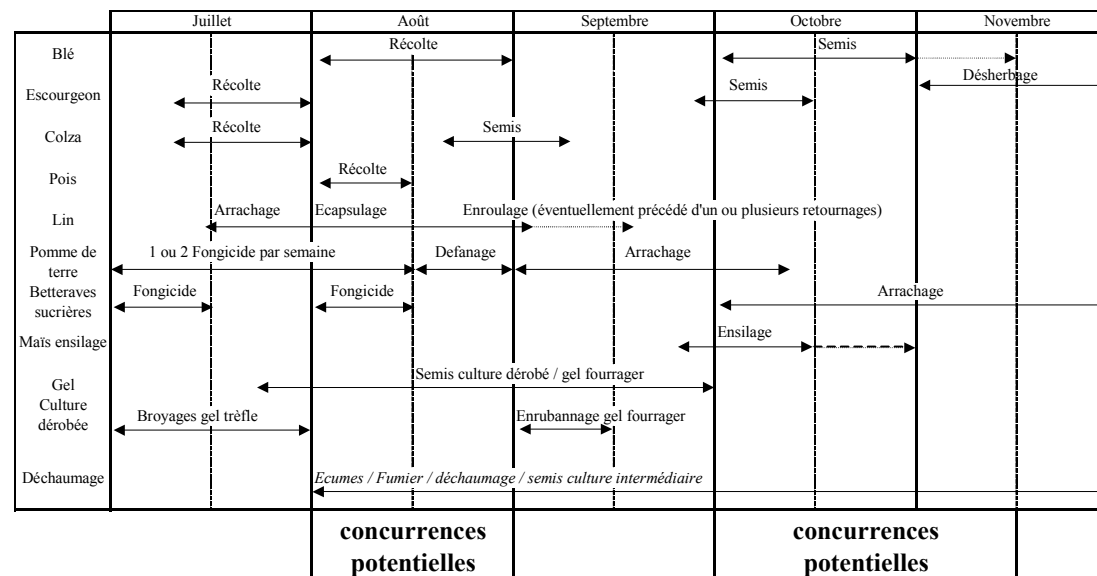 Juillet Août Septembre Octobre Novembre
Blé Récolte Semis
Désherbage
Escourgeon Récolte Semis
Colza Récolte Semis
Pois Récolte
Lin Arrachage Ecapsulage Enroulage (éventuellement précédé d'un ou plusieurs retournages)
Pomme de
terre
1 ou 2 Fongicide par semaine Defanage Arrachage
Betteraves
sucrières
Fongicide Fongicide Arrachage
Maïs ensilage Ensilage
Gel
Culture
dérobée
Semis culture dérobé / gel fourrager
Broyages gel trèfle Enrubannage gel fourrager
Déchaumage Ecumes / Fumier / déchaumage / semis culture intermédiaire
concurrences
potentielles
concurrences
potentielles